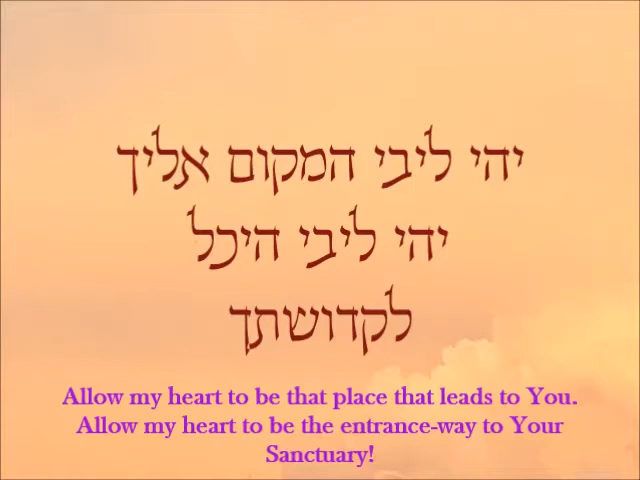 יהי ליבי המקום אליך
יהי ליבי היכל
לקדושתך
Allow my heart to be that place that leads to You.
Allow my heart to be the entrance-way to Your
Sanctuary!